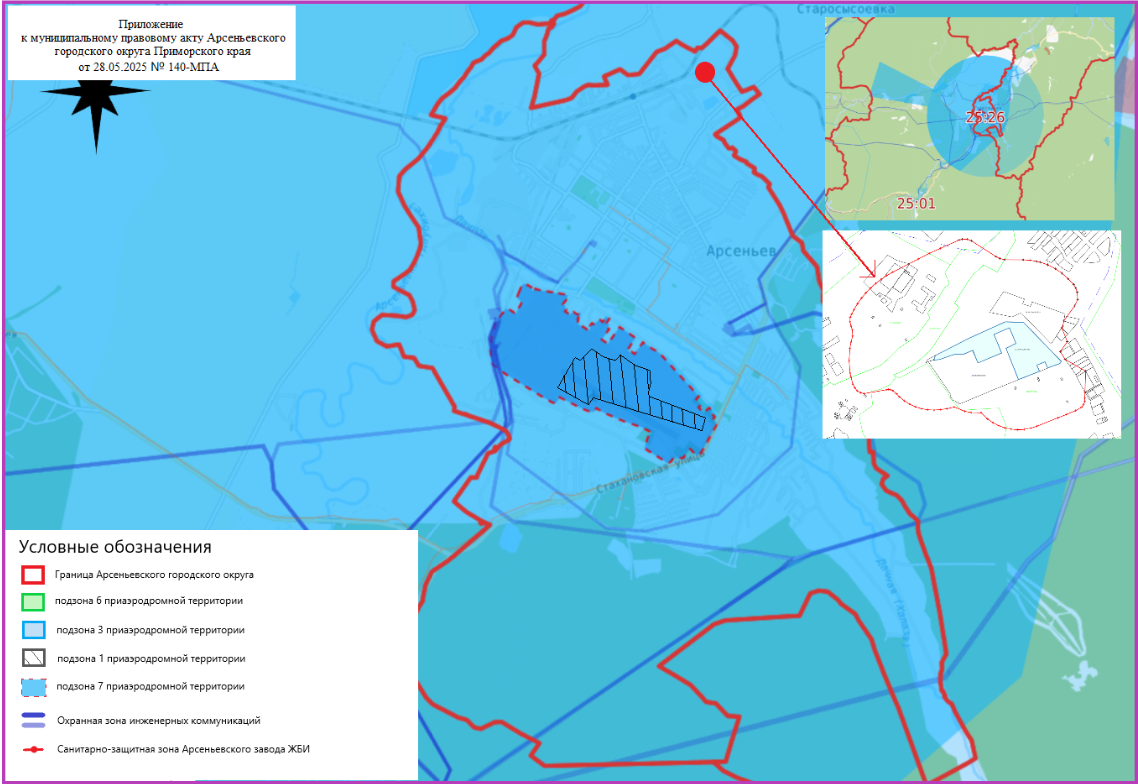 Приложение
к муниципальному правовому акту Арсеньевского
городского округа Приморского края
от 28.05.2025 № 140-МПА
Старосысоевка
25:26
25:01
Арсеньев
Стахановская улица
Дачная (Халаза)
Условные обозначения
Граница Арсеньевского городского округа
подзона 6 приаэродромной территории
подзона 3 приаэродромной территории
подзона 1 приаэродромной территории
подзона 7 приаэродромной территории
Охранная зона инженерных коммуникаций
Санитарно-защитная зона Арсеньевского завода ЖБИ